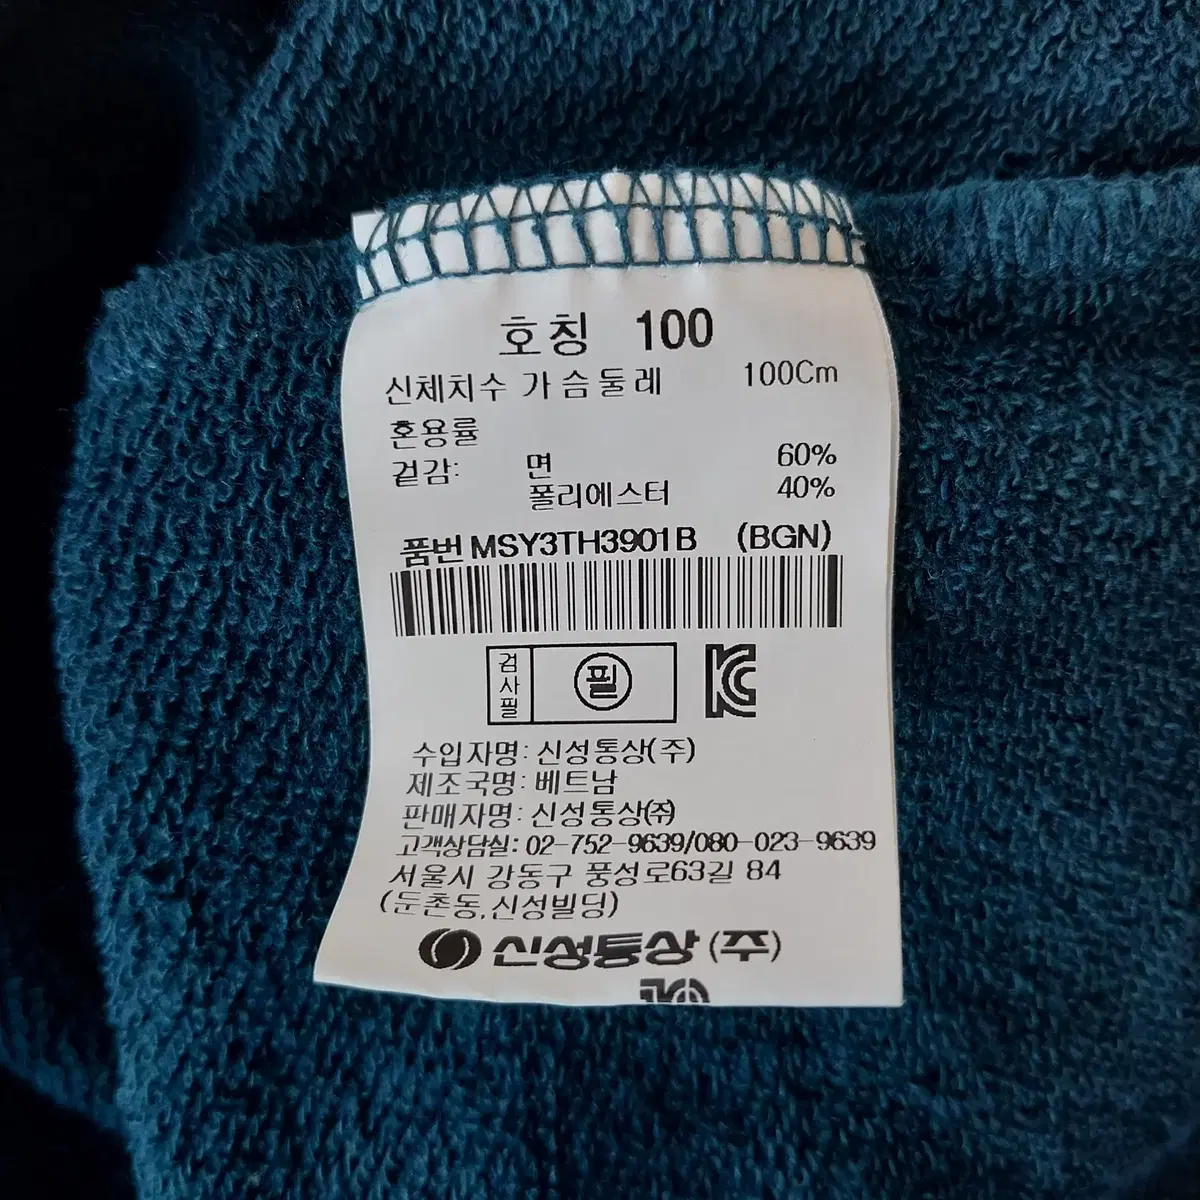 호칭 100
신체치수 가슴둘레 100Cm
혼용률
겉감: 면 60%
폴리에스터 40%
품번 MSY3TH3901B (BGN)
검사필 필
수입자명: 신성통상(주)
제조국명: 베트남
판매자명: 신성통상㈜
고객상담실: 02-752-9639/080-023-9639
서울시 강동구 풍성로63길 84
(둔촌동,신성빌딩)
신성통상 (주)